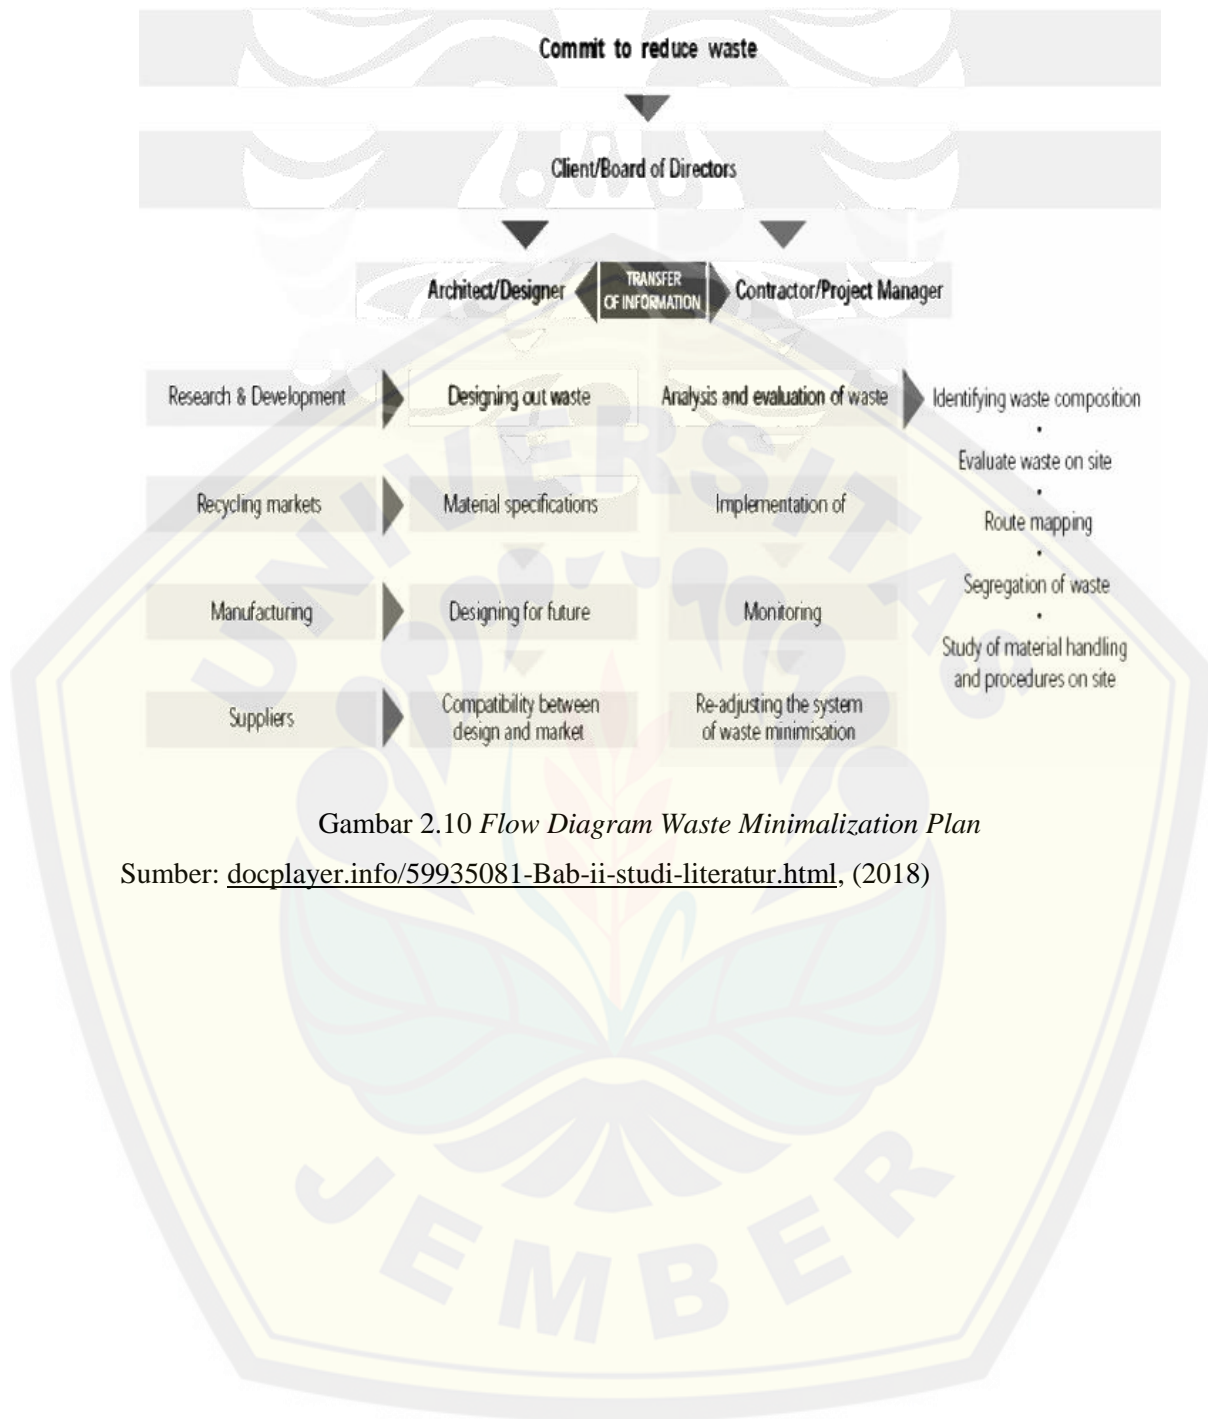 Commit to reduce waste
Client/Board of Directors
Architect/Designer
TRANSFER
OF INFORMATION
Contractor/Project Manager
Research & Development
Designing out waste
Analysis and evaluation of waste
Identifying waste composition
•
Evaluate waste on site
•
Route mapping
•
Segregation of waste
•
Study of material handling
and procedures on site
Recycling markets
Material specifications
Implementation of
Manufacturing
Designing for future
Monitoring
Suppliers
Compatibility between
design and market
Re-adjusting the system
of waste minimisation
Gambar 2.10 Flow Diagram Waste Minimalization Plan
Sumber: docplayer.info/59935081-Bab-ii-studi-literatur.html, (2018)
UNIVERSITAS
JEMBER